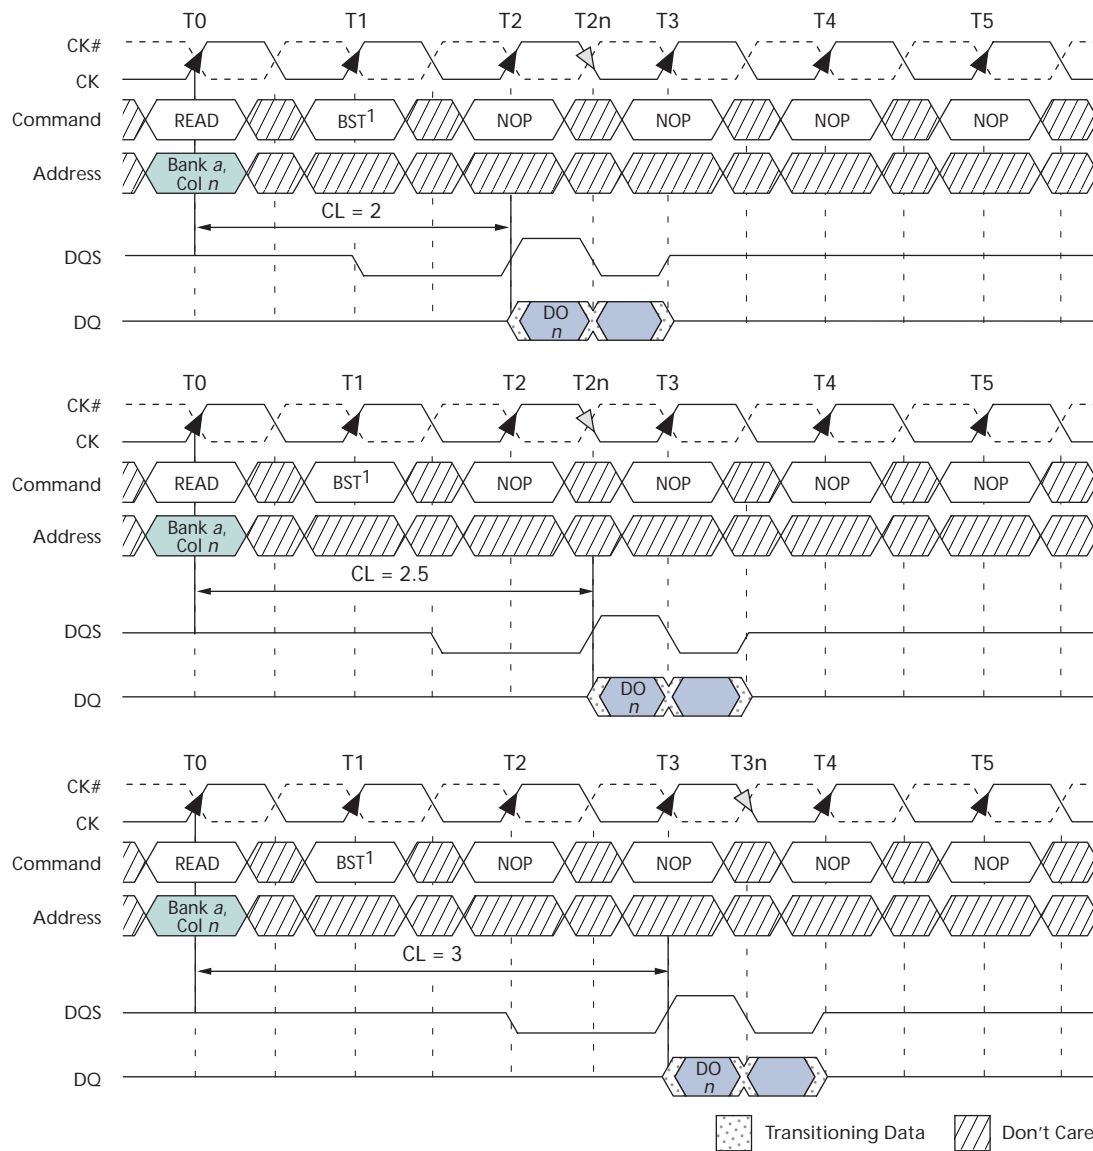 T0 T1 T2 T2n T3 T4 T5
CK#
CK
Command READ BST1 NOP NOP NOP NOP
Address Bank a,
Col n
CL = 2
DQS
DQ DO
n
T0 T1 T2 T2n T3 T4 T5
CK#
CK
Command READ BST1 NOP NOP NOP NOP
Address Bank a,
Col n
CL = 2.5
DQS
DQ DO
n
T0 T1 T2 T3 T3n T4 T5
CK#
CK
Command READ BST1 NOP NOP NOP NOP
Address Bank a,
Col n
CL = 3
DQS
DQ DO
n
Transitioning Data Don't Care